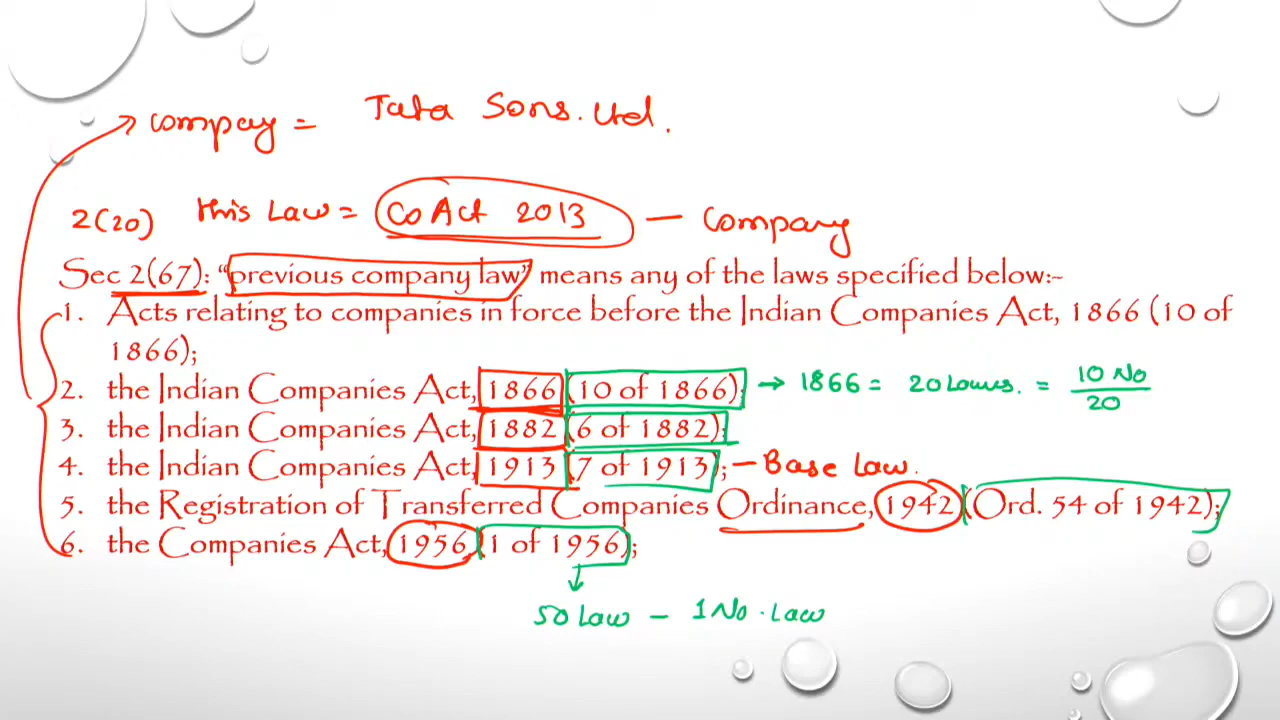 compay = Tata Sons. Ltd.
2(20) this Law = Co Act 2013 — Company
Sec 2(67): “previous company law” means any of the laws specified below:-
1. Acts relating to companies in force before the Indian Companies Act, 1866 (10 of
1866);
2. the Indian Companies Act, 1866 (10 of 1866); → 1866 = 20 Lawes. = 10 No / 20
3. the Indian Companies Act, 1882 (6 of 1882);
4. the Indian Companies Act, 1913 (7 of 1913); — Base Law.
5. the Registration of Transferred Companies Ordinance, 1942 (Ord. 54 of 1942);
6. the Companies Act, 1956 (1 of 1956);
50 Law — 1 No. Law